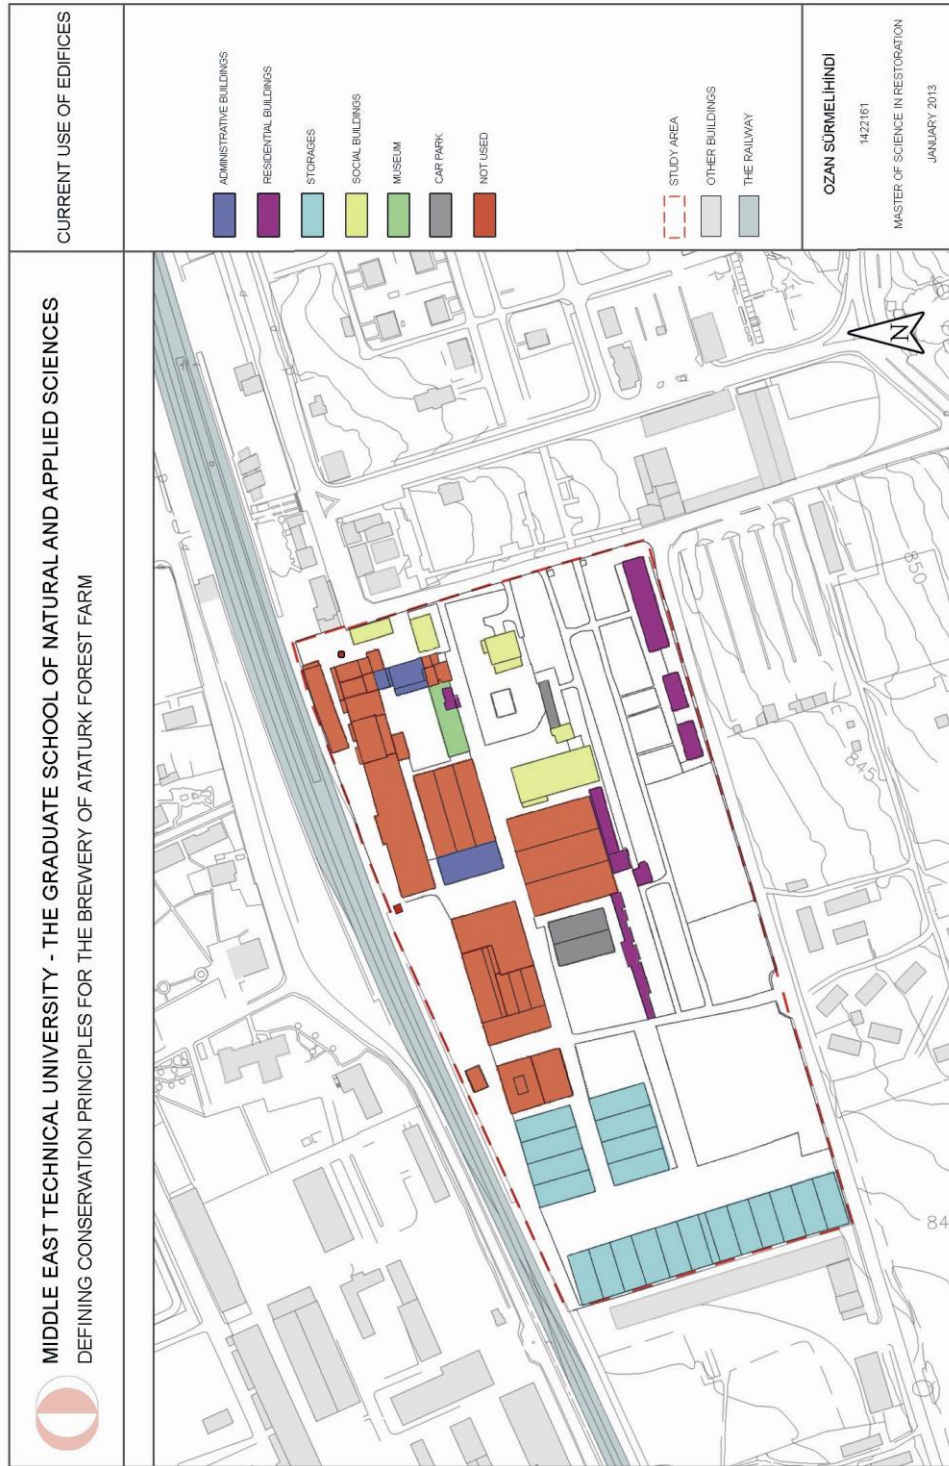 MIDDLE EAST TECHNICAL UNIVERSITY - THE GRADUATE SCHOOL OF NATURAL AND APPLIED SCIENCES
DEFINING CONSERVATION PRINCIPLES FOR THE BREWERY OF ATATURK FOREST FARM
CURRENT USE OF EDIFICES
ADMINISTRATIVE BUILDINGS
RESIDENTIAL BUILDINGS
STORAGES
SOCIAL BUILDINGS
MUSEUM
CAR PARK
NOT USED
STUDY AREA
OTHER BUILDINGS
THE RAILWAY
OZAN SÜRMELİHİNDİ
1422161
MASTER OF SCIENCE IN RESTORATION
JANUARY 2013
N
850
845
84